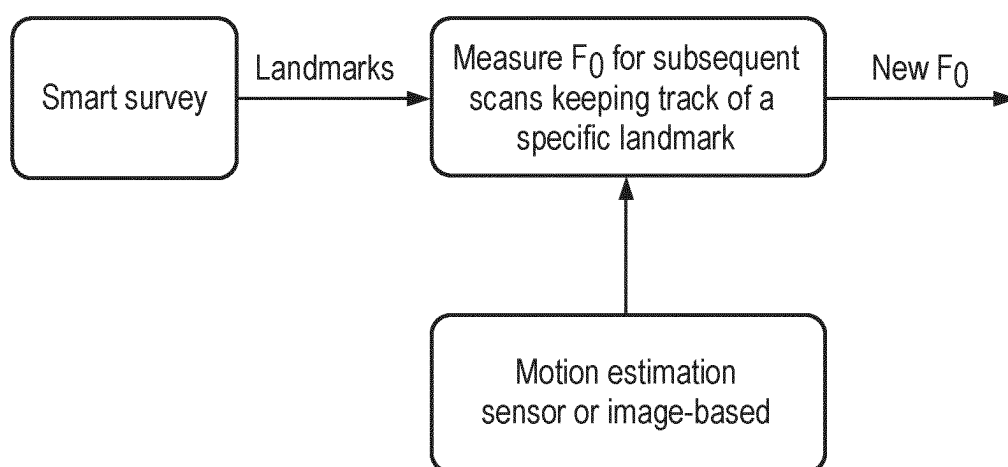 Smart survey
Landmarks
Measure F0 for subsequent
scans keeping track of a
specific landmark
New F0
Motion estimation
sensor or image-based